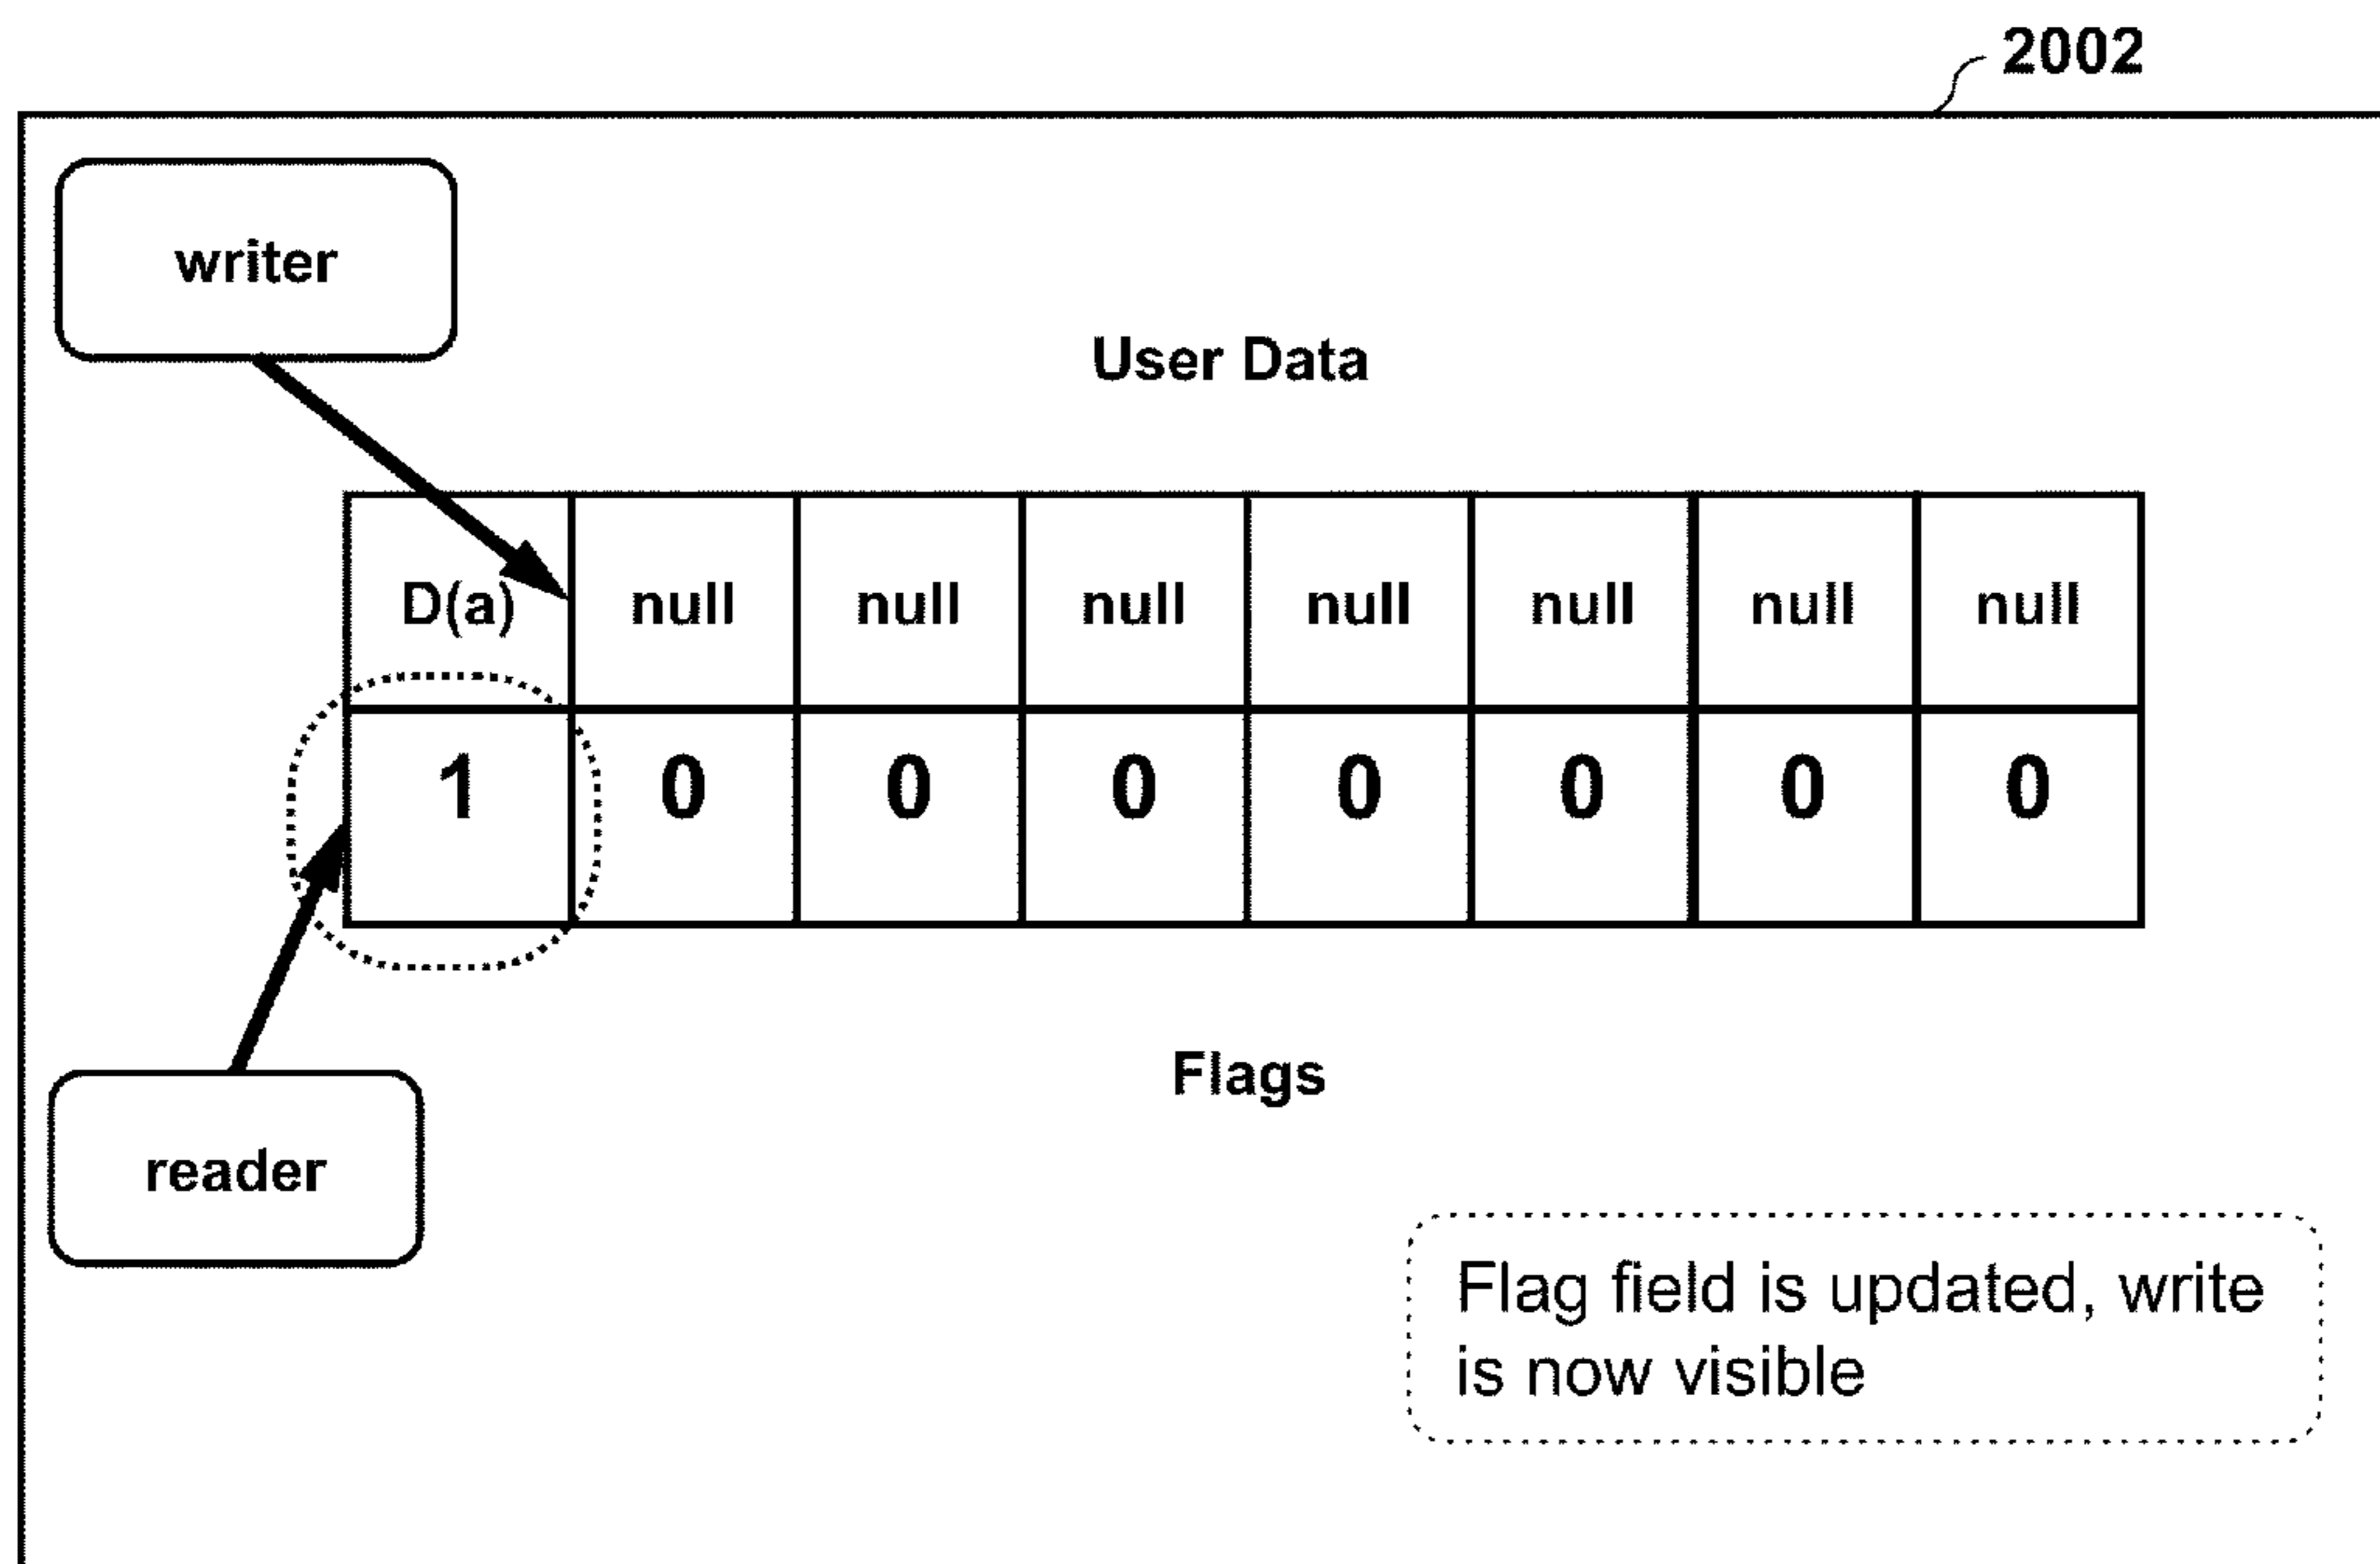 2002
writer
User Data
D(a) null null null null null null null
1 0 0 0 0 0 0 0
Flags
reader
Flag field is updated, write
is now visible